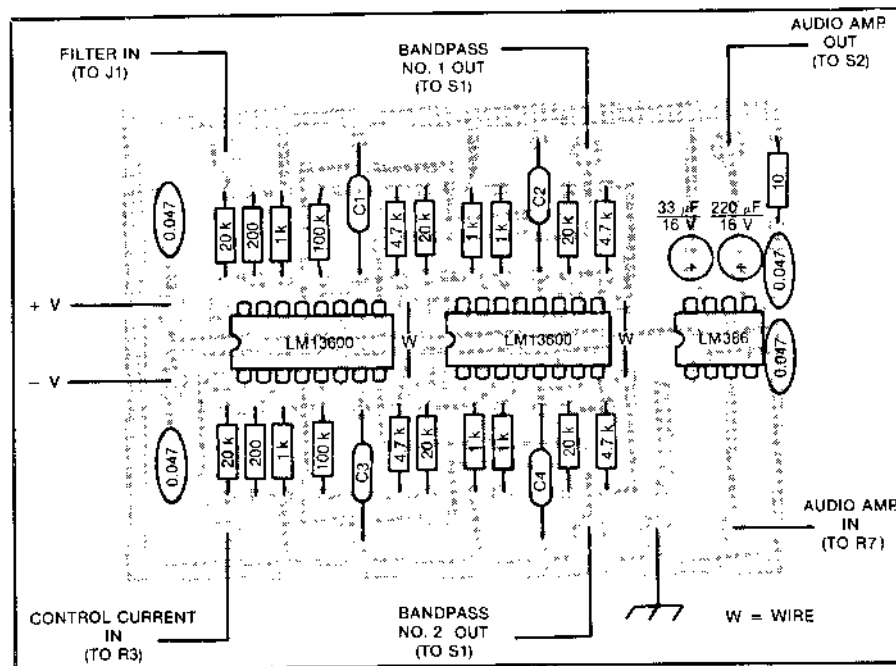 FILTER IN
(TO J1)
BANDPASS
NO. 1 OUT
(TO S1)
AUDIO AMP
OUT
(TO S2)
0.047
20 k
200
1 k
100 k
C1
4.7 k
20 k
1 k
1 k
C2
20 k
4.7 k
33 µF
16 V
+
220 µF
16 V
+
10
0.047
+ V
LM13600
W
LM13600
W
LM386
0.047
- V
0.047
20 k
200
1 k
100 k
C3
4.7 k
20 k
1 k
1 k
C4
20 k
4.7 k
AUDIO AMP
IN
(TO R7)
CONTROL CURRENT
IN
(TO R3)
BANDPASS
NO. 2 OUT
(TO S1)
W = WIRE